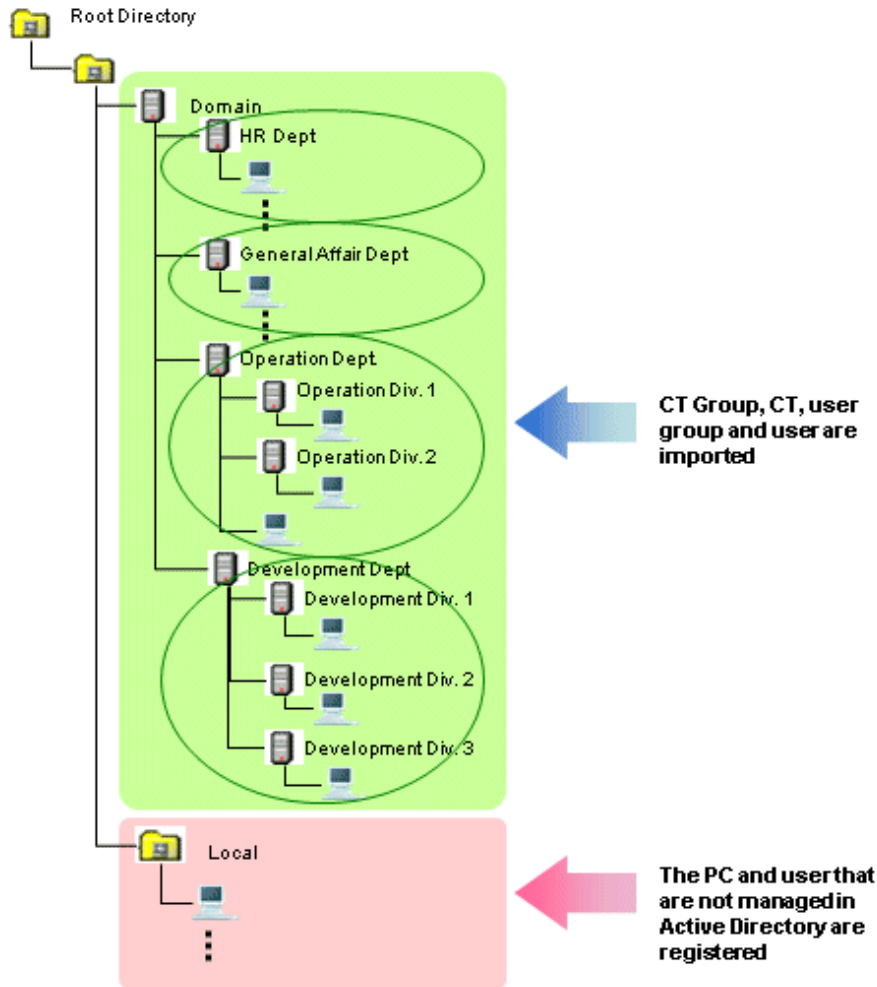 Root Directory
Domain
HR Dept
General Affair Dept
Operation Dept.
Operation Div. 1
CT Group, CT, user
group and user are
imported
Operation Div. 2
Development Dept
Development Div. 1
Development Div. 2
Development Div. 3
Local
The PC and user that
are not managed in
Active Directory are
registered